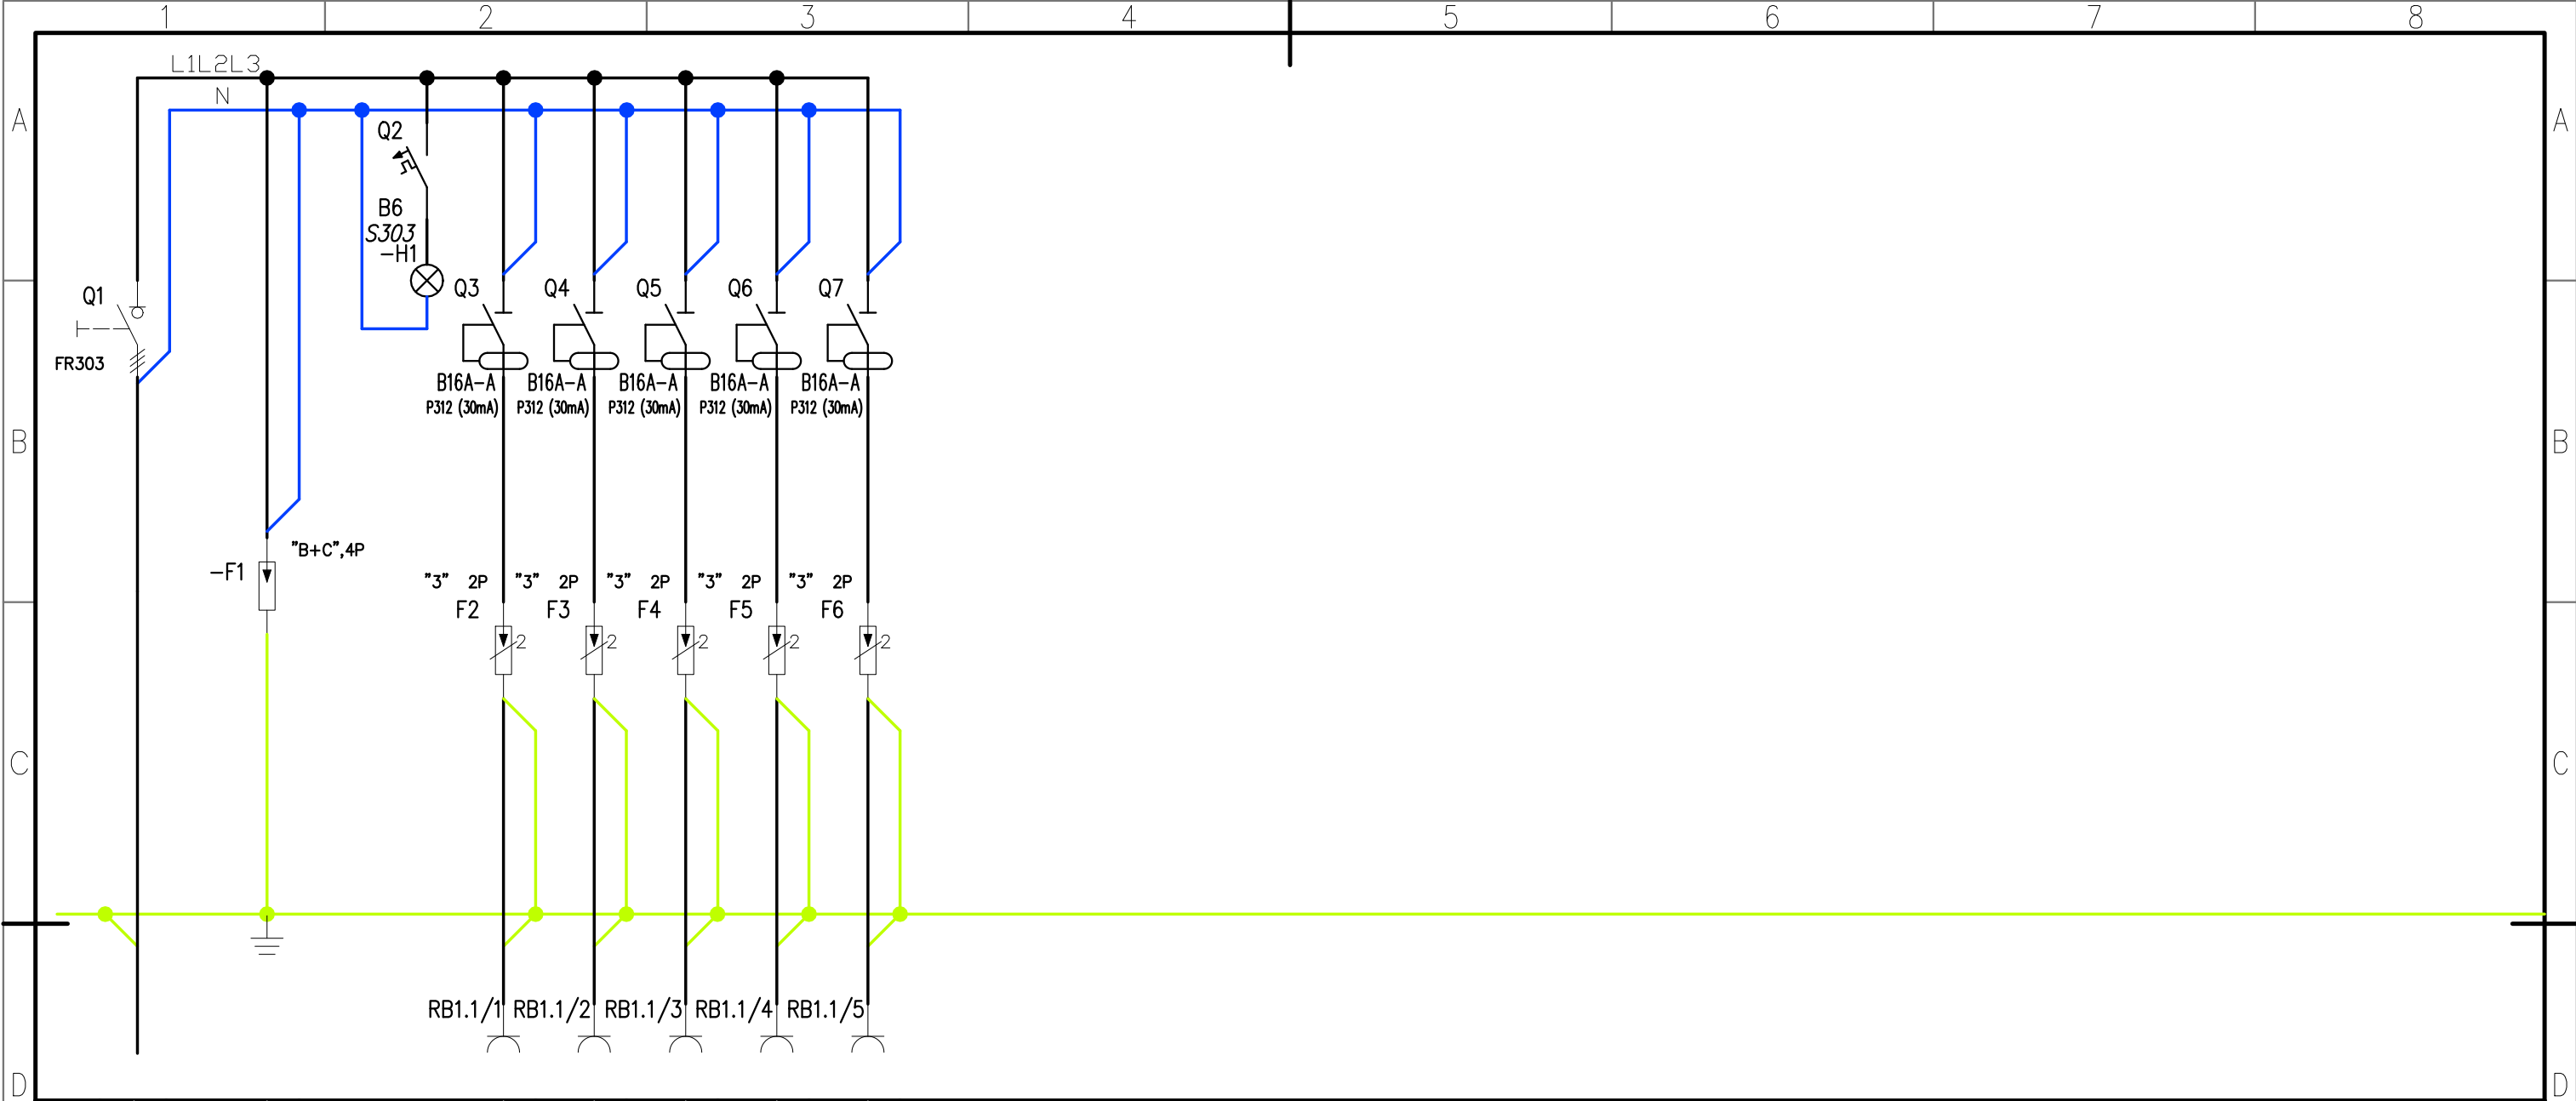 1 2 3 4 5 6 7 8
L1L2L3
N
A A
Q2
B6
S303
-H1
Q1 Q3 Q4 Q5 Q6 Q7
FR303
B16A-A B16A-A B16A-A B16A-A B16A-A
P312 (30mA) P312 (30mA) P312 (30mA) P312 (30mA) P312 (30mA)
B B
"B+C",4P
-F1
"3" 2P "3" 2P "3" 2P "3" 2P "3" 2P
F2 F3 F4 F5 F6
2 2 2 2 2
C C
RB1.1/1 RB1.1/2 RB1.1/3 RB1.1/4 RB1.1/5
D D